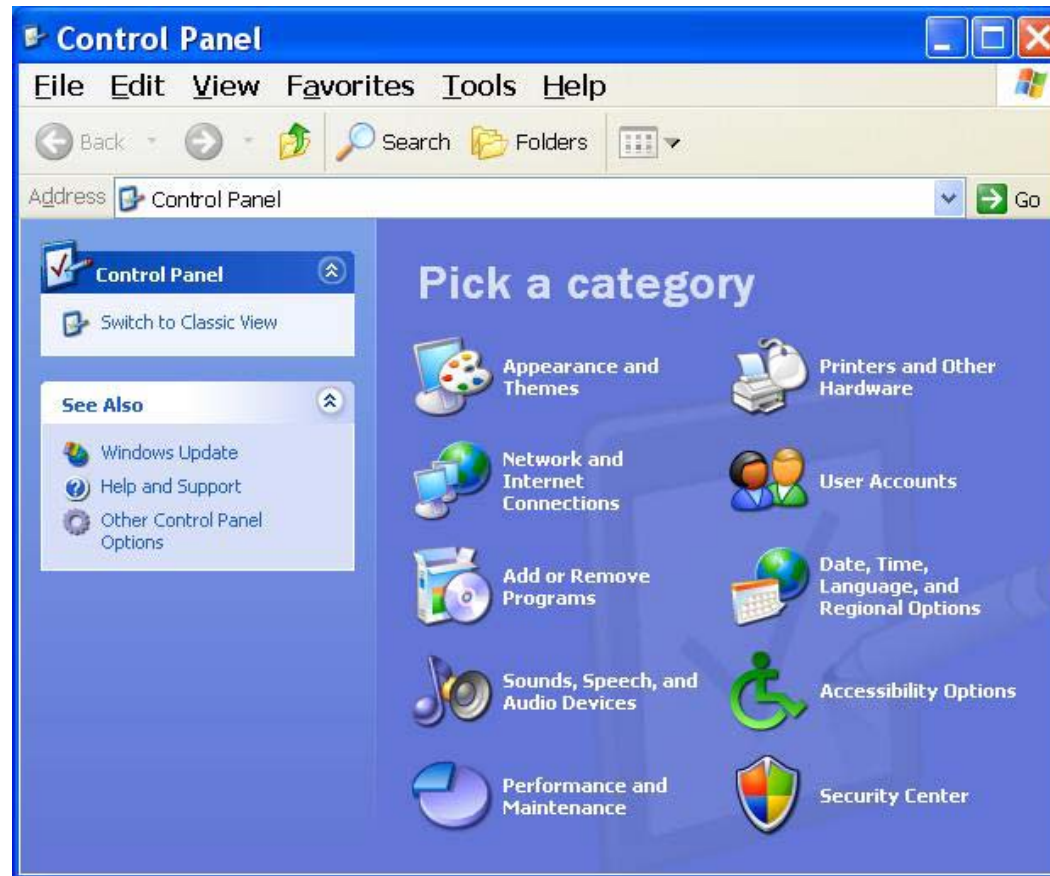 Control Panel
File Edit View Favorites Tools Help
Back Search Folders
Address Control Panel Go
Control Panel
Switch to Classic View
See Also
Windows Update
Help and Support
Other Control Panel
Options
Pick a category
Appearance and
Themes
Printers and Other
Hardware
Network and
Internet
Connections
User Accounts
Add or Remove
Programs
Date, Time,
Language, and
Regional Options
Sounds, Speech, and
Audio Devices
Accessibility Options
Performance and
Maintenance
Security Center